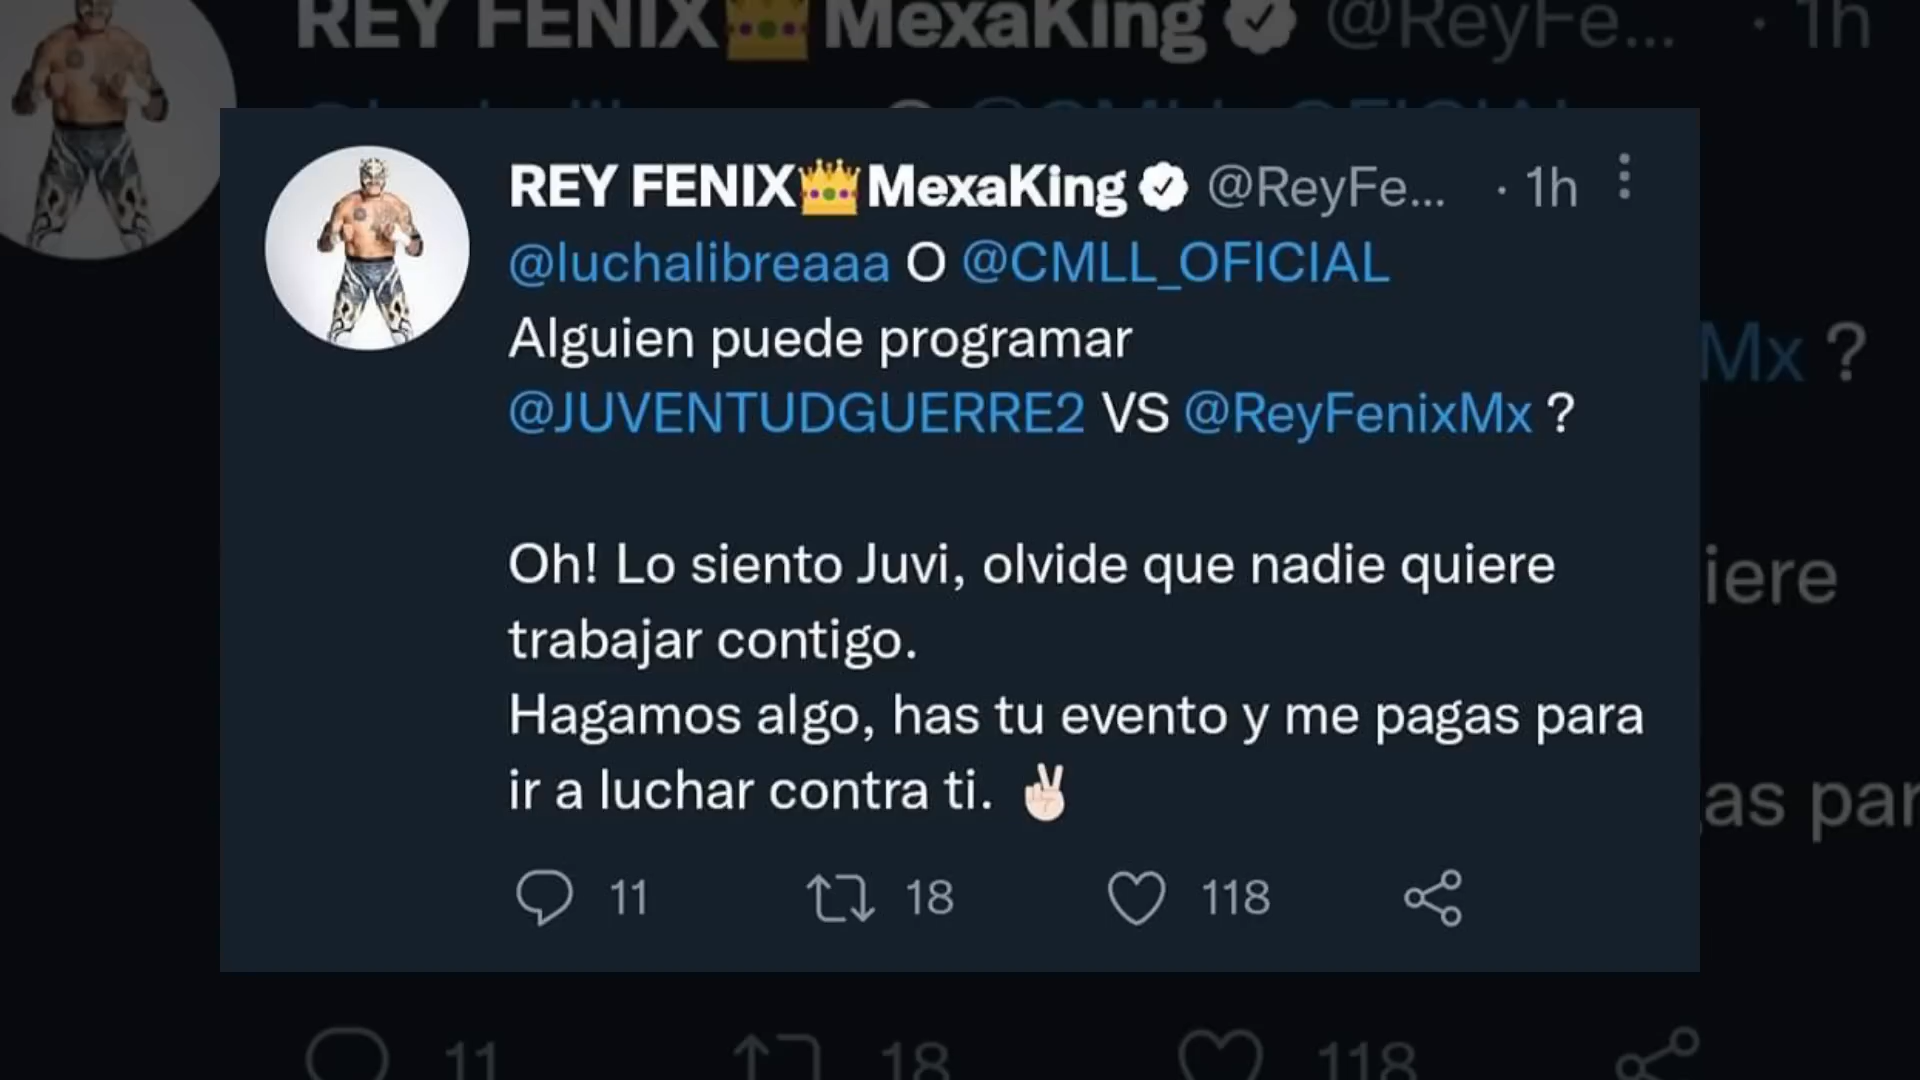 REY FENIX👑MexaKing @ReyFe... · 1h
@luchalibreaaa O @CMLL_OFICIAL
Alguien puede programar
@JUVENTUDGUERRE2 VS @ReyFenixMx ?
Oh! Lo siento Juvi, olvide que nadie quiere
trabajar contigo.
Hagamos algo, has tu evento y me pagas para
ir a luchar contra ti. ✌🏻
11 18 118